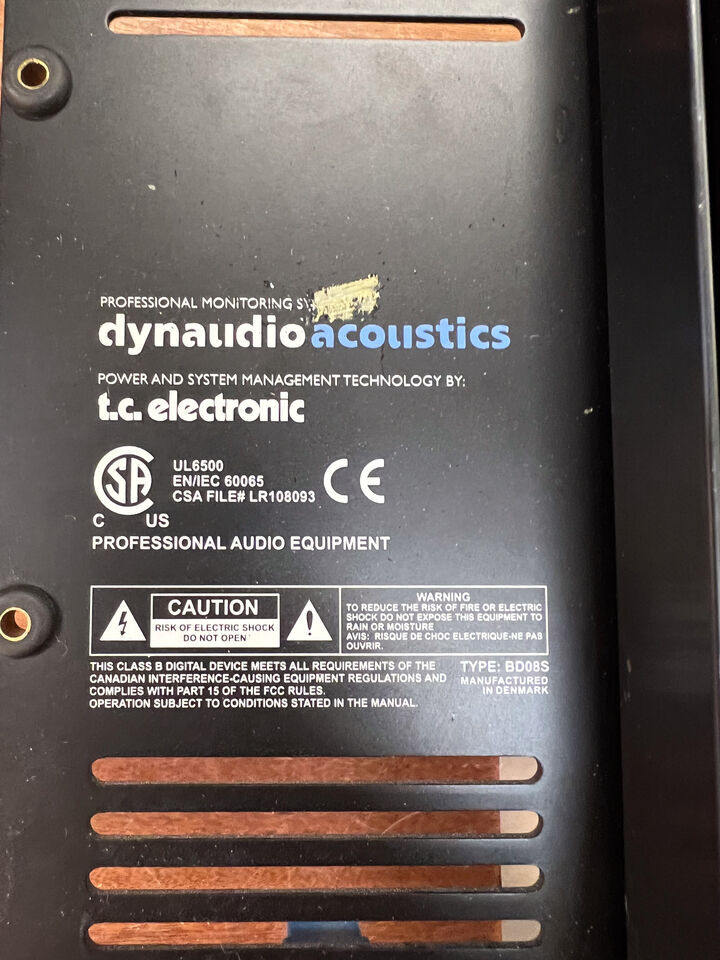 PROFESSIONAL MONiTORING
dynaudio acoustics
POWER AND SYSTEM MANAGEMENT TECHNOLOGY BY:
t.c. electronic
SA
C US
UL6500
EN/IEC 60065
CSA FILE# LR108093
CE
PROFESSIONAL AUDIO EQUIPMENT
CAUTION
RISK OF ELECTRIC SHOCK
DO NOT OPEN
WARNING
TO REDUCE THE RISK OF FIRE OR ELECTRIC
SHOCK DO NOT EXPOSE THIS EQUIPMENT TO
RAIN OR MOISTURE
AVIS: RISQUE DE CHOC ELECTRIQUE-NE PAS
OUVRIR.
THIS CLASS B DIGITAL DEVICE MEETS ALL REQUIREMENTS OF THE
CANADIAN INTERFERENCE-CAUSING EQUIPMENT REGULATIONS AND
COMPLIES WITH PART 15 OF THE FCC RULES.
OPERATION SUBJECT TO CONDITIONS STATED IN THE MANUAL.
TYPE: BD08S
MANUFACTURED
IN DENMARK